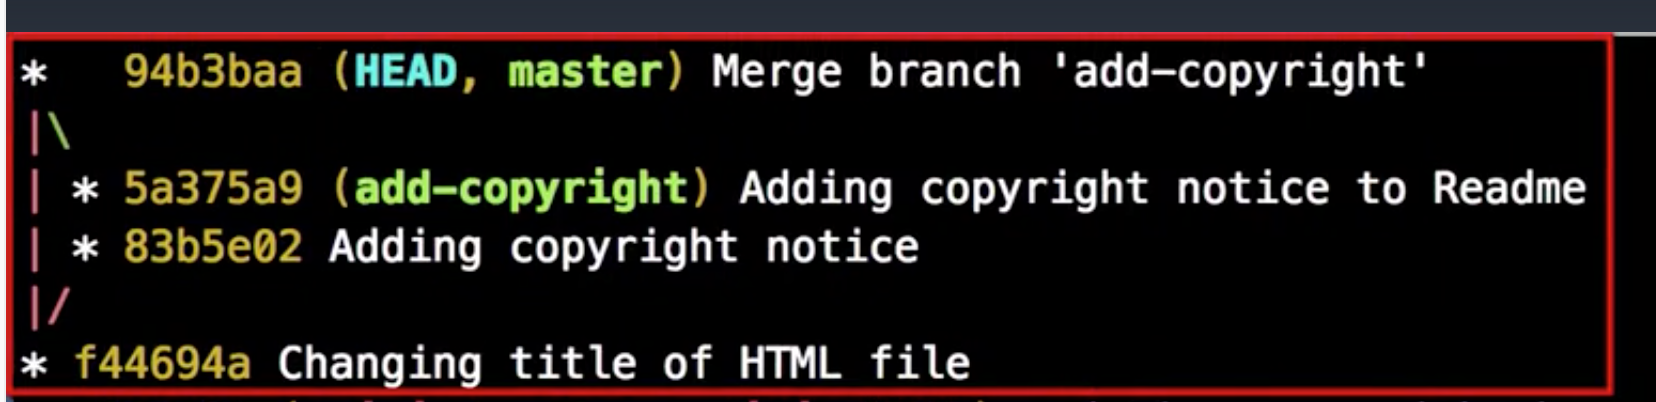 *   94b3baa (HEAD, master) Merge branch 'add-copyright'
|\
| * 5a375a9 (add-copyright) Adding copyright notice to Readme
| * 83b5e02 Adding copyright notice
|/
* f44694a Changing title of HTML file